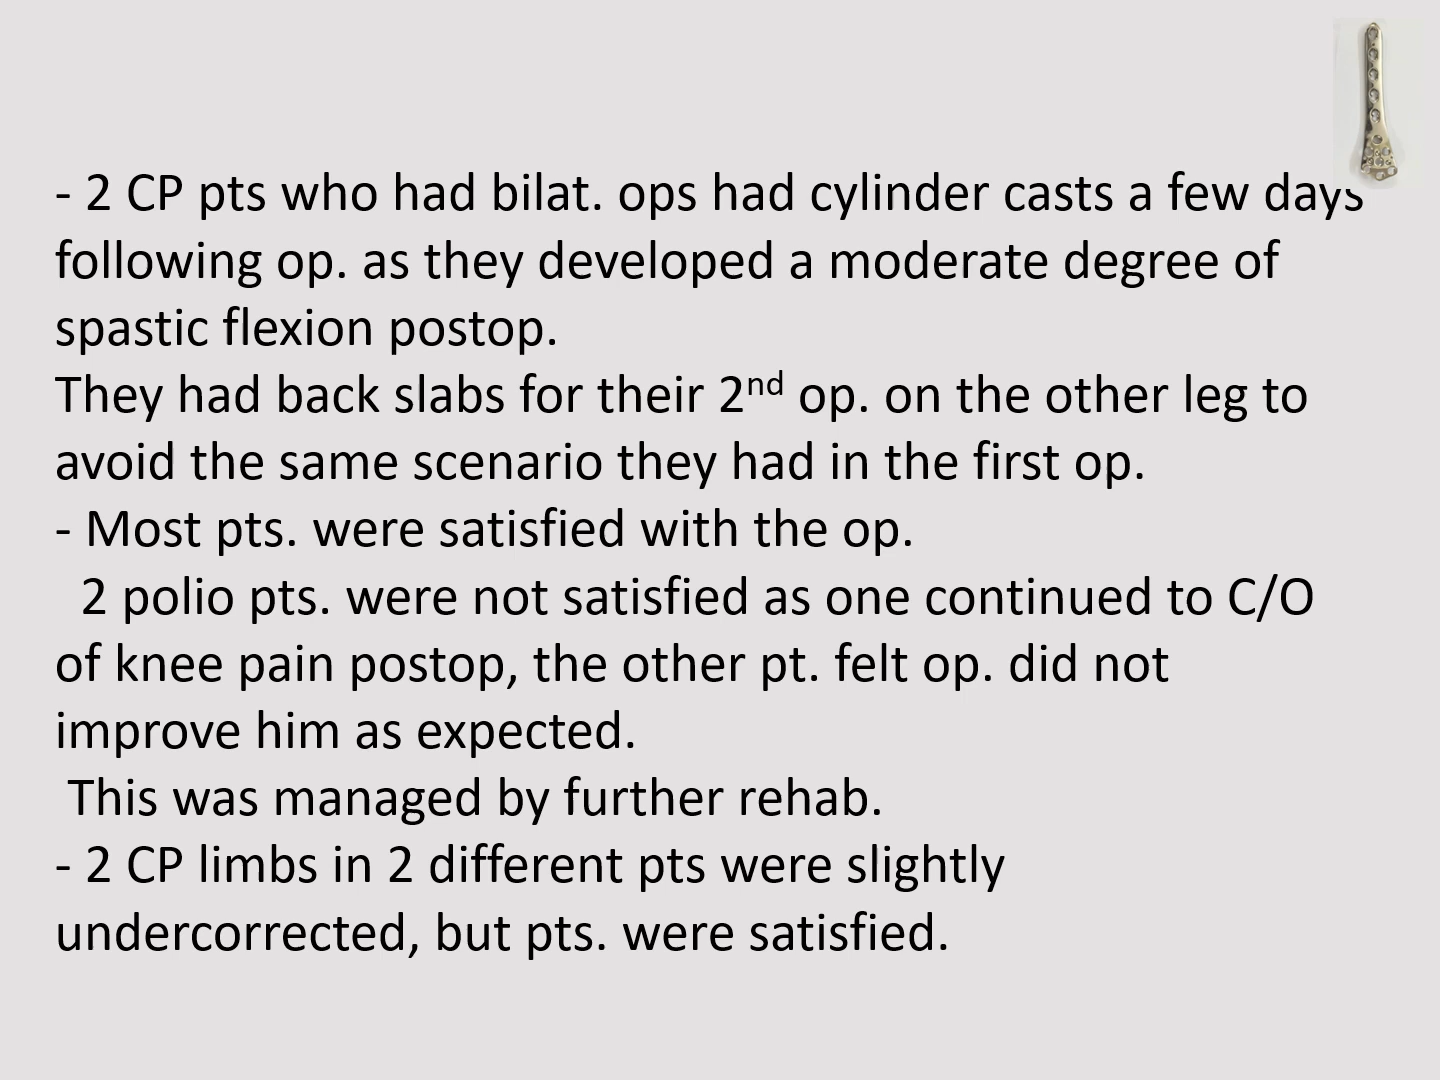 - 2 CP pts who had bilat. ops had cylinder casts a few days
following op. as they developed a moderate degree of
spastic flexion postop.
They had back slabs for their 2nd op. on the other leg to
avoid the same scenario they had in the first op.
- Most pts. were satisfied with the op.
2 polio pts. were not satisfied as one continued to C/O
of knee pain postop, the other pt. felt op. did not
improve him as expected.
This was managed by further rehab.
- 2 CP limbs in 2 different pts were slightly
undercorrected, but pts. were satisfied.